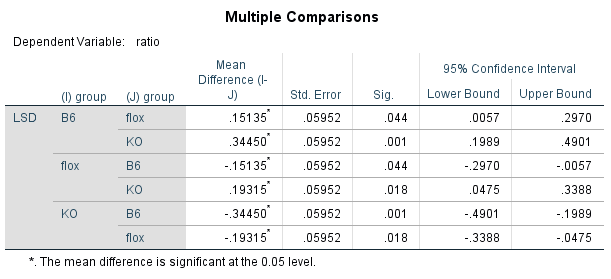 Multiple Comparisons
Dependent Variable: ratio
Mean Difference (I-J) Std. Error Sig. 95% Confidence Interval
(I) group (J) group Lower Bound Upper Bound
LSD B6 flox .15135* .05952 .044 .0057 .2970
KO .34450* .05952 .001 .1989 .4901
flox B6 -.15135* .05952 .044 -.2970 -.0057
KO .19315* .05952 .018 .0475 .3388
KO B6 -.34450* .05952 .001 -.4901 -.1989
flox -.19315* .05952 .018 -.3388 -.0475
*. The mean difference is significant at the 0.05 level.